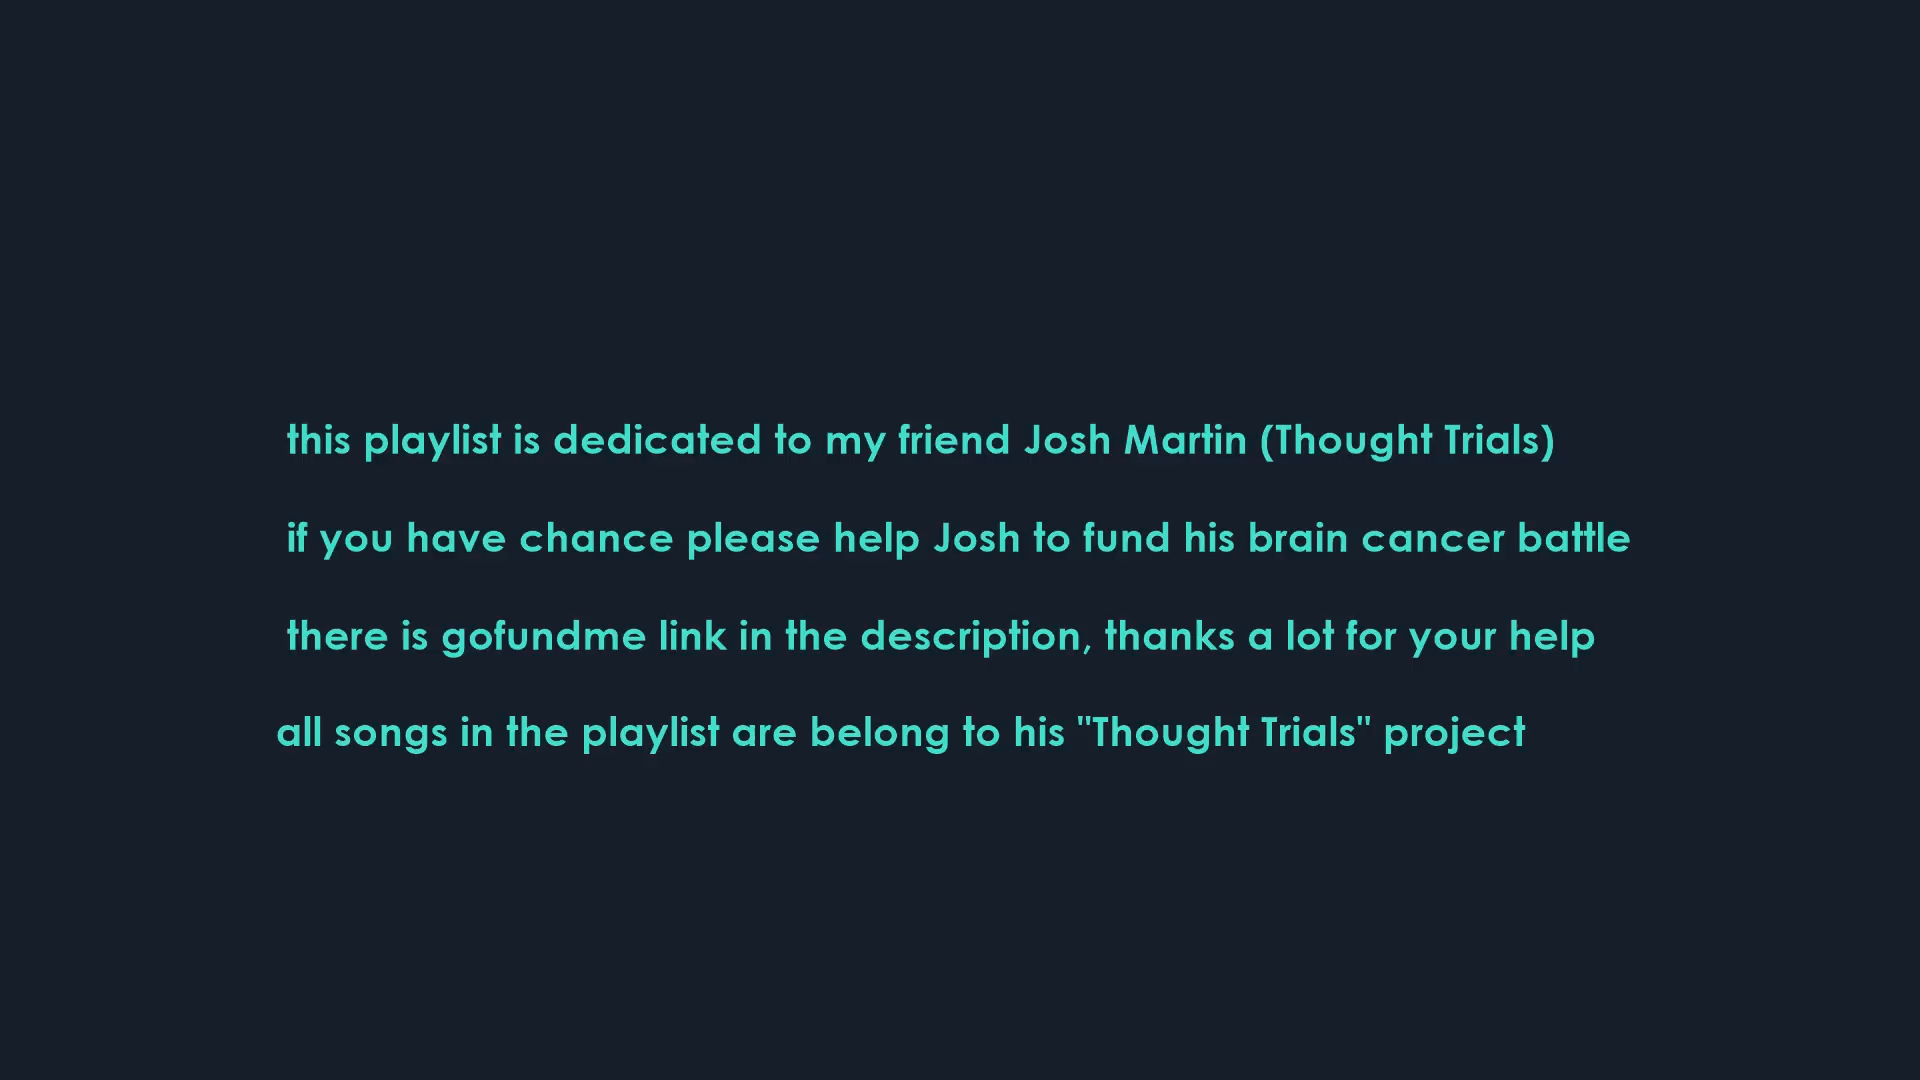 this playlist is dedicated to my friend Josh Martin (Thought Trials)
if you have chance please help Josh to fund his brain cancer battle
there is gofundme link in the description, thanks a lot for your help
all songs in the playlist are belong to his "Thought Trials" project